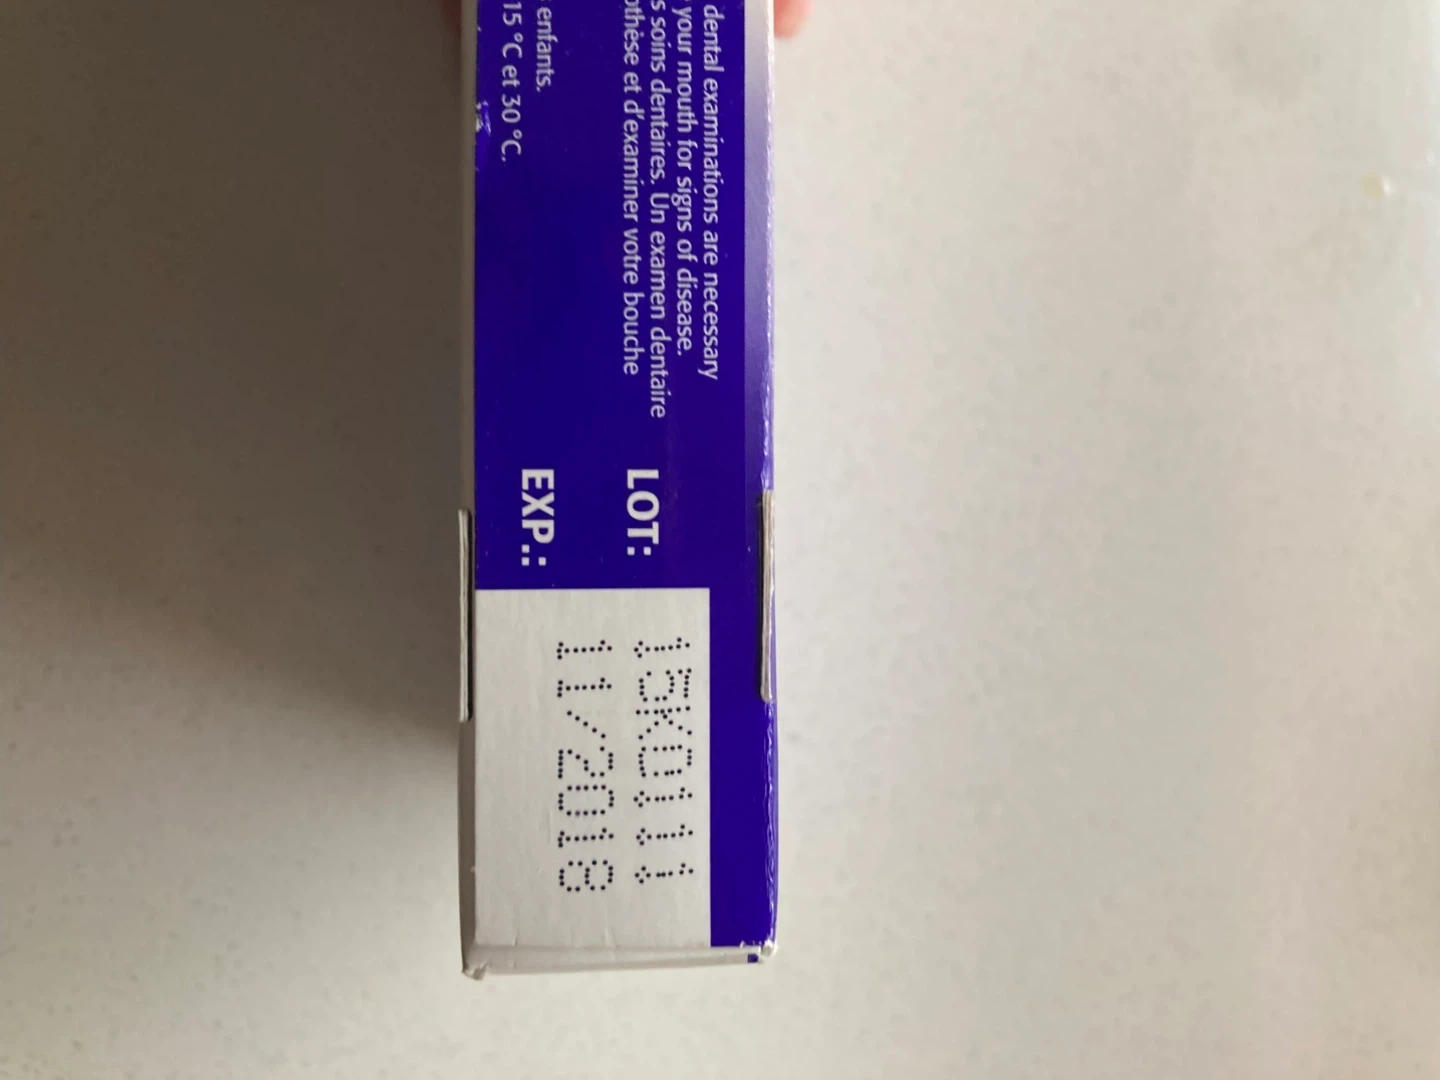 dental examinations are necessary
your mouth for signs of disease.
soins dentaires. Un examen dentaire
et d'examiner votre bouche
enfants.
15 °C et 30 °C.
LOT: 15K0111
EXP.: 11/2018